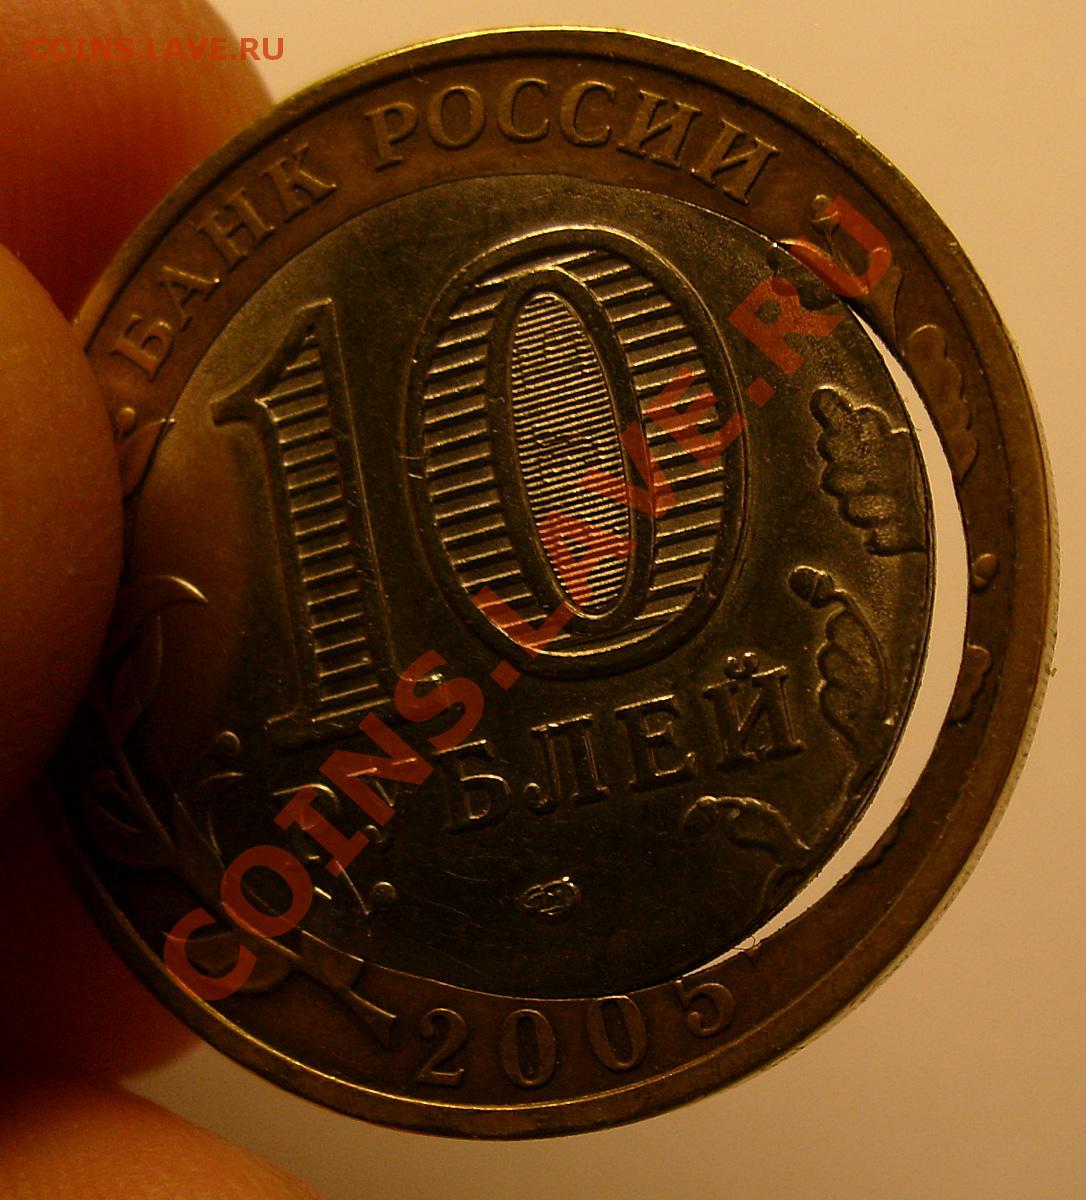 COINS.LAVE.RU
БАНК РОССИИ
10
РУБЛЕЙ
2005
COINS.LAVE.RU